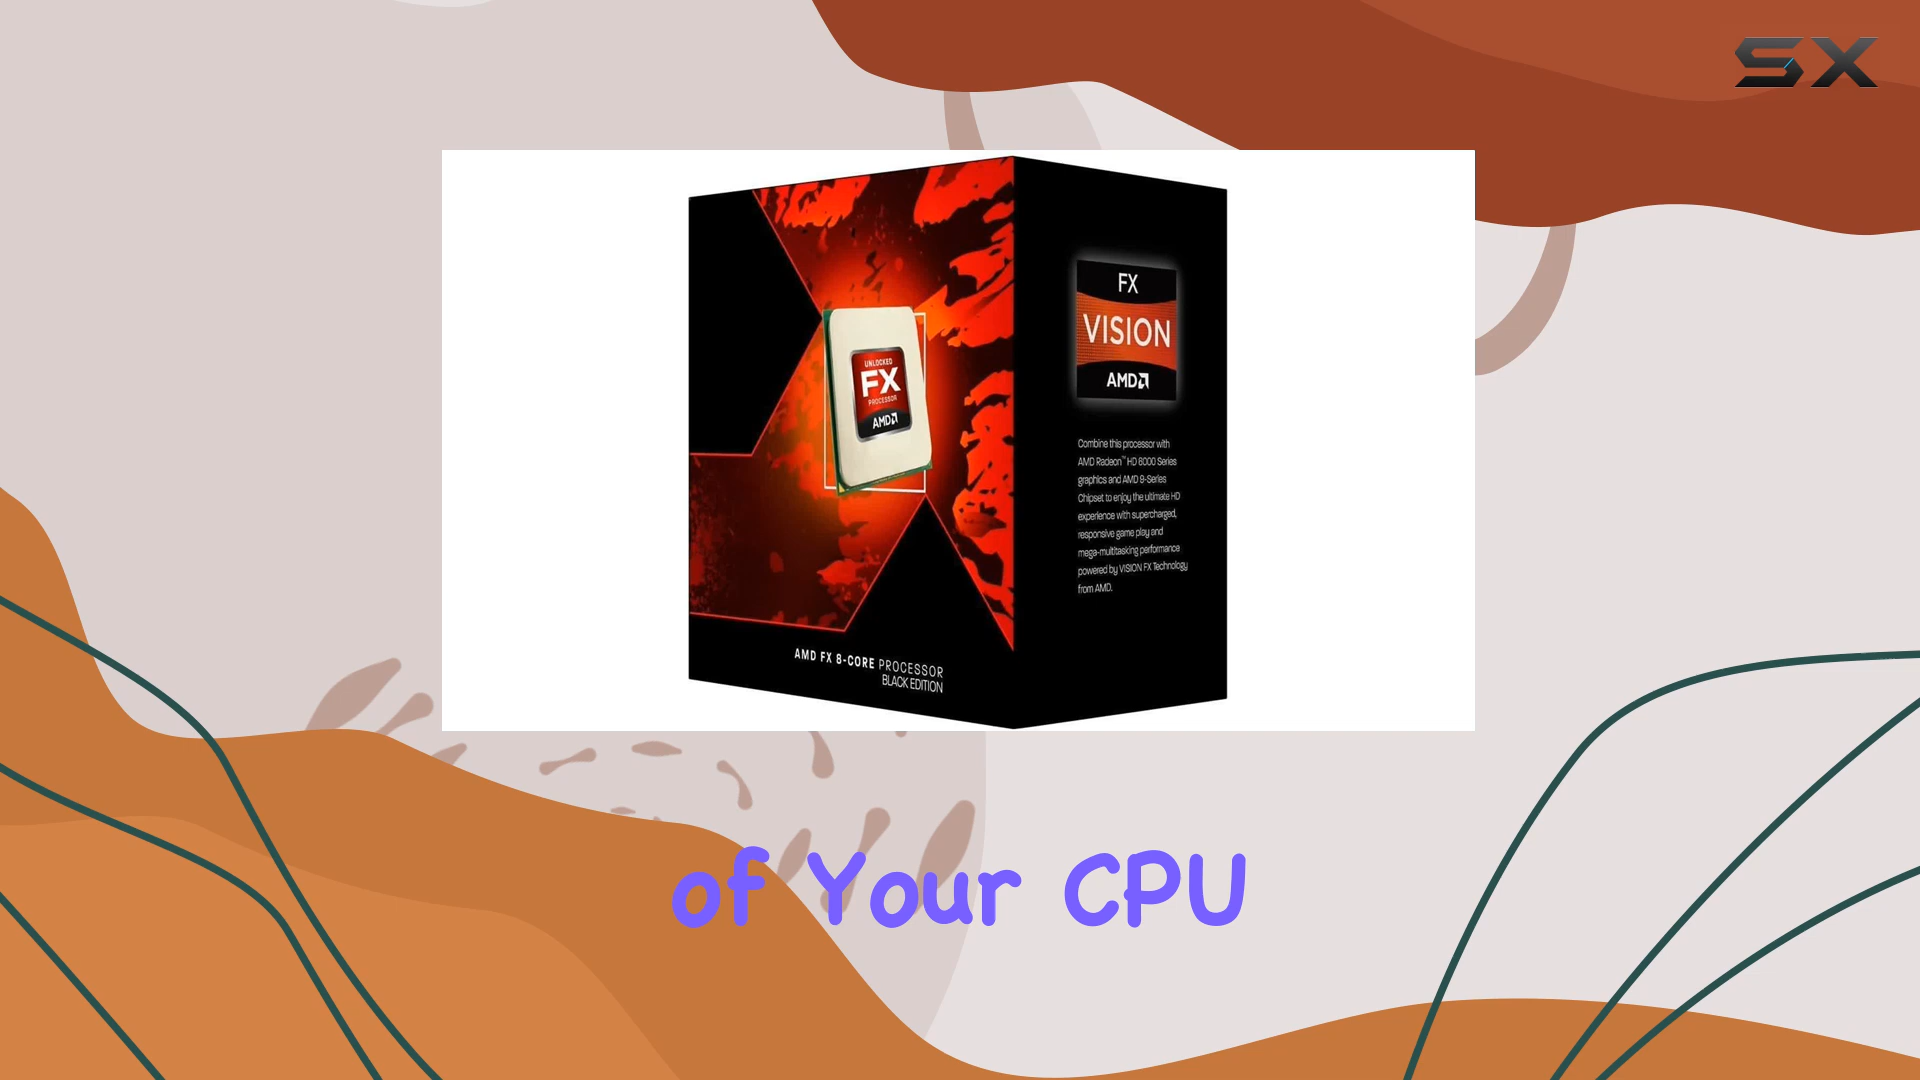 SX
UNLOCKED
FX
PROCESSOR
AMD
AMD FX 8-CORE PROCESSOR
BLACK EDITION
FX
VISION
AMD
Combine this processor with
AMD Radeon™ HD 6000 Series
graphics and AMD 9-Series
Chipset to enjoy the ultimate HD
experience with supercharged,
responsive game play and
mega-multitasking performance
powered by VISION FX Technology
from AMD.
of Your CPU